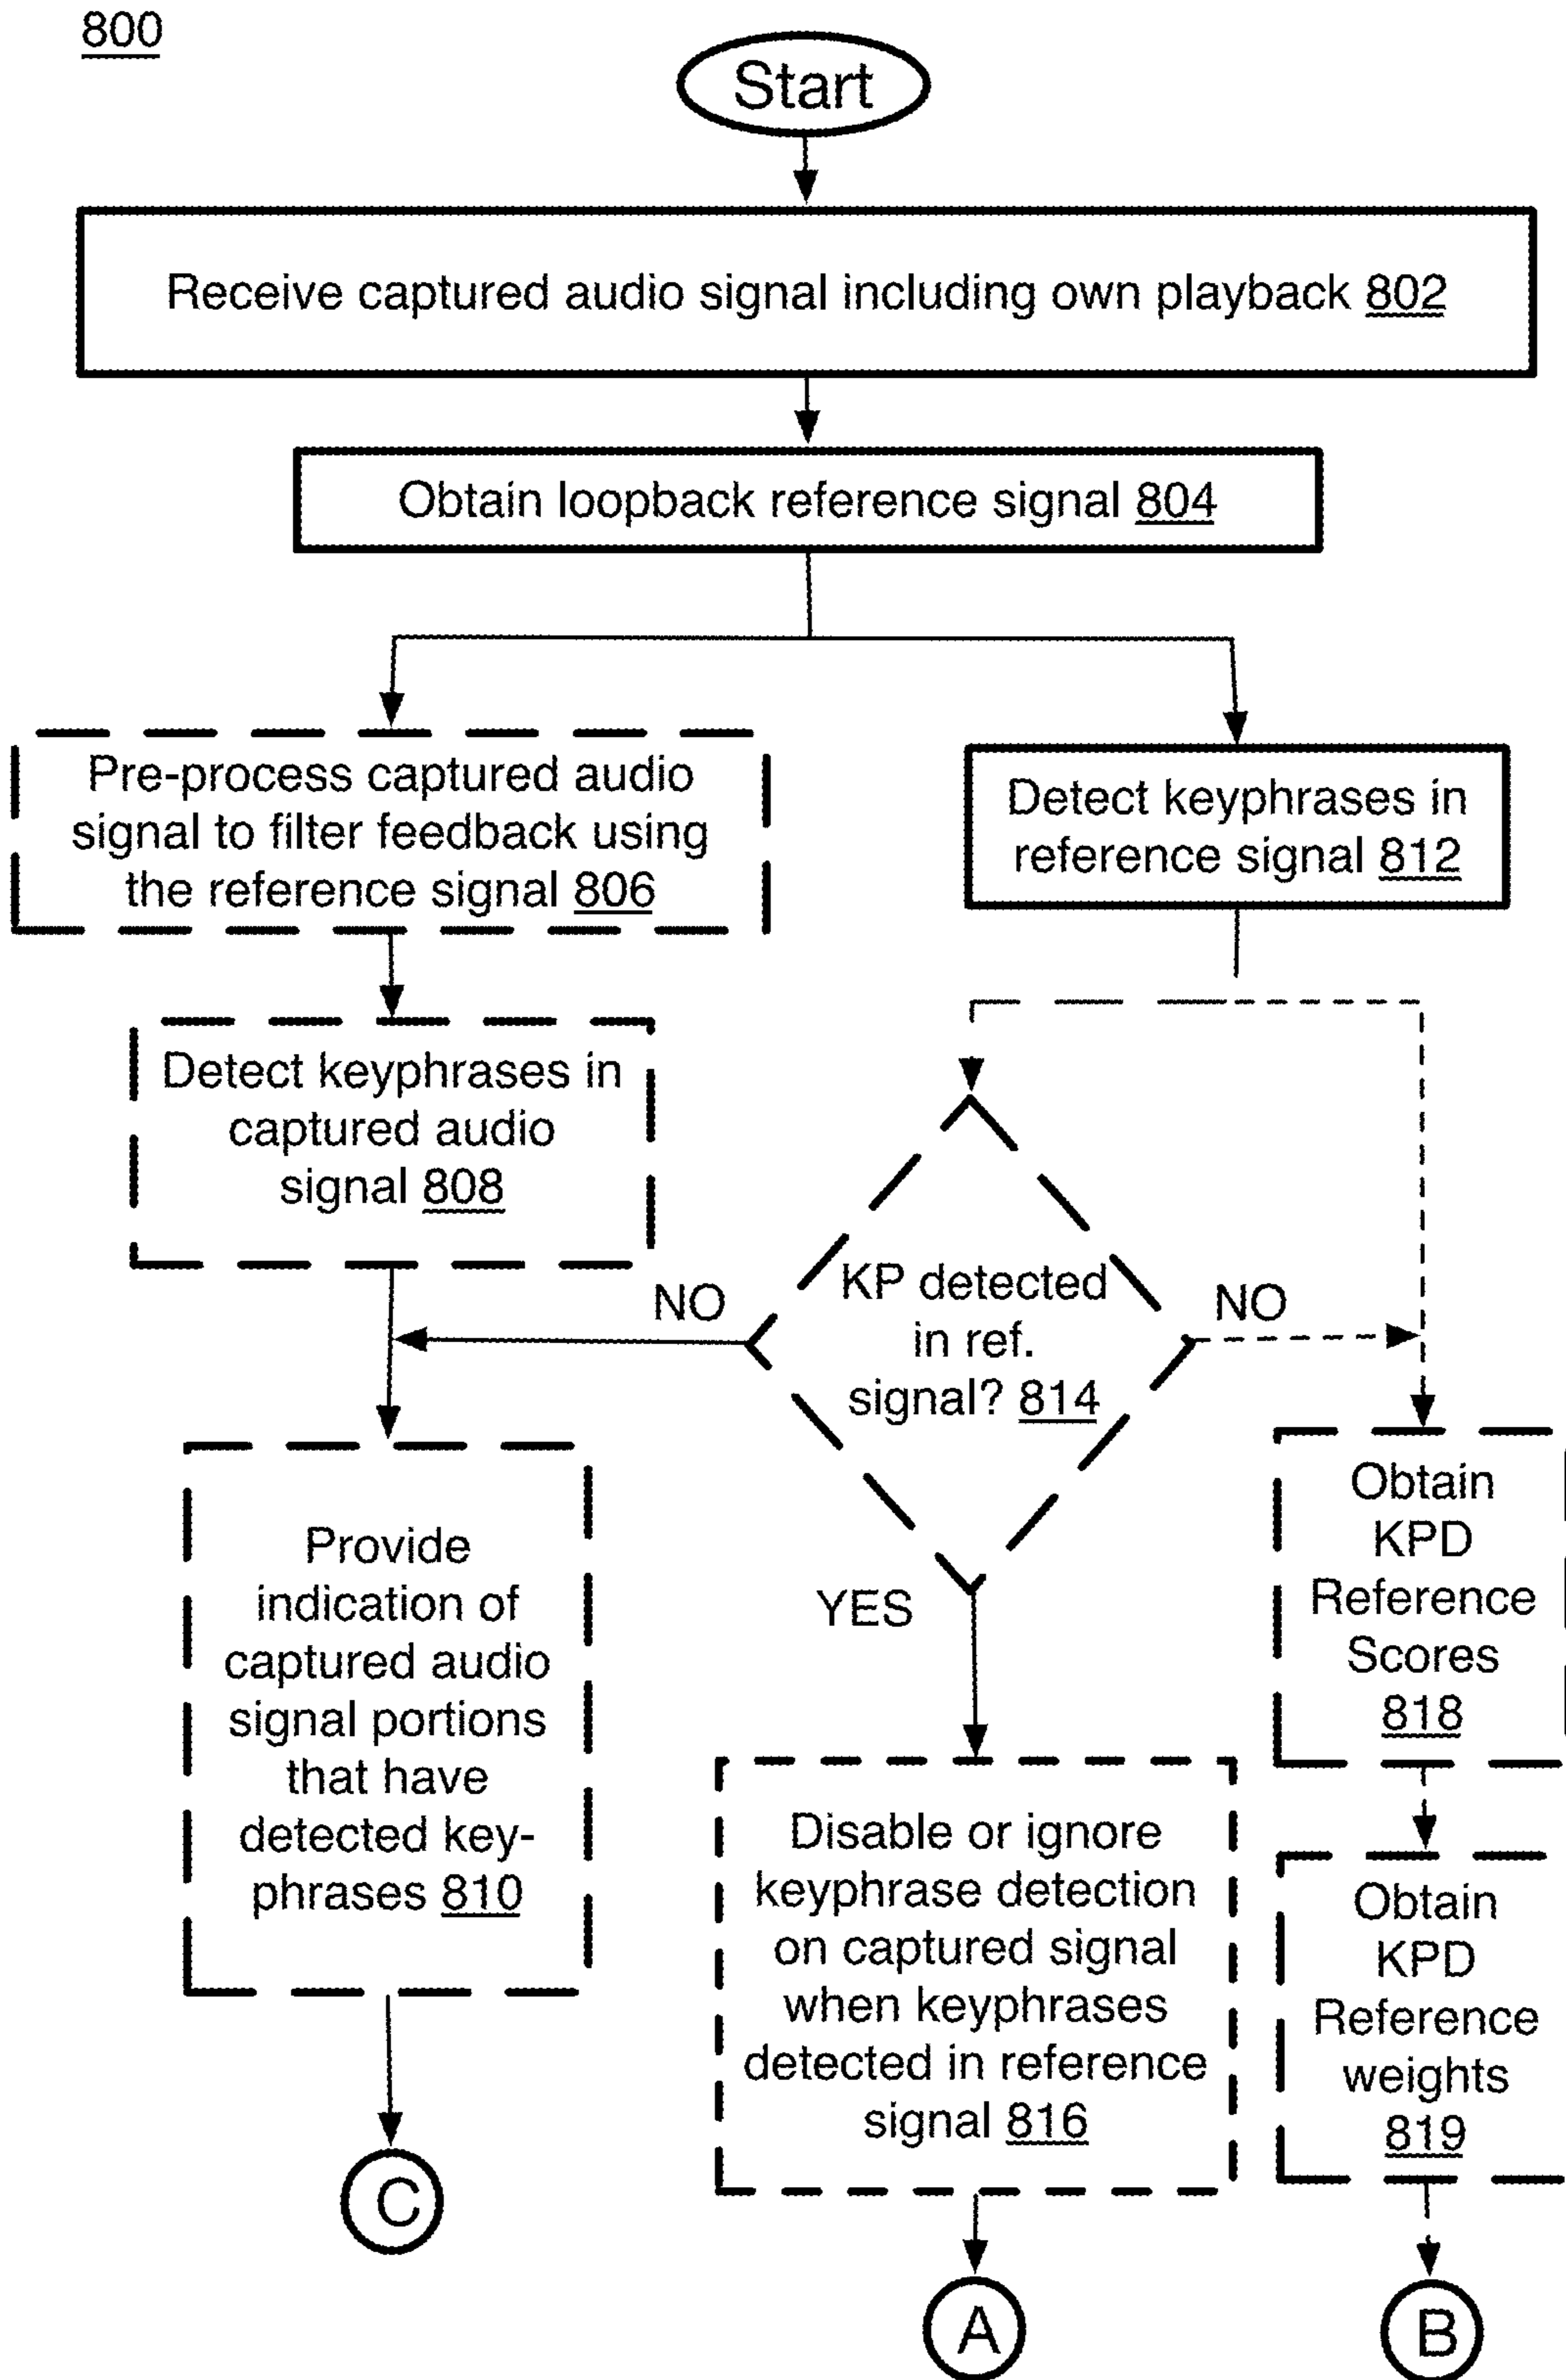 800
Start
Receive captured audio signal including own playback 802
Obtain loopback reference signal 804
Pre-process captured audio
signal to filter feedback using
the reference signal 806
Detect keyphrases in
reference signal 812
Detect keyphrases in
captured audio
signal 808
NO
KP detected
in ref.
signal? 814
NO
YES
Provide
indication of
captured audio
signal portions
that have
detected key-
phrases 810
Disable or ignore
keyphrase detection
on captured signal
when keyphrases
detected in reference
signal 816
Obtain
KPD
Reference
Scores
818
Obtain
KPD
Reference
weights
819
C
A
B